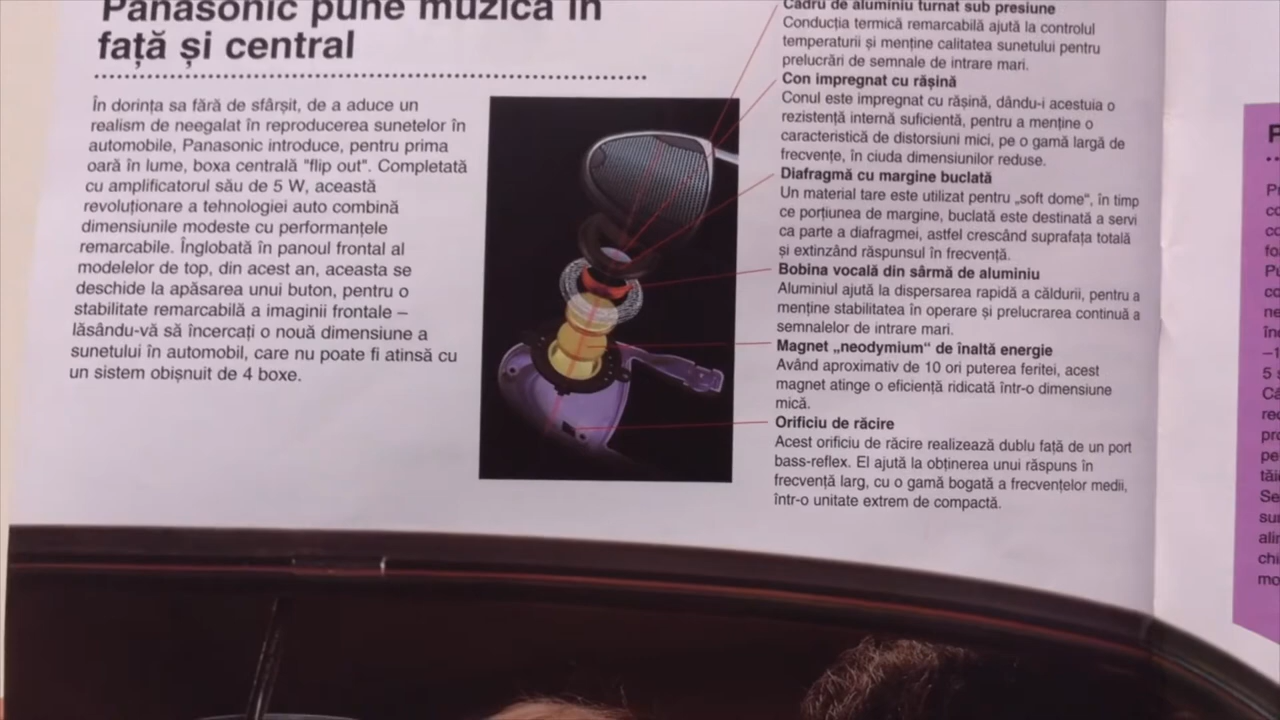 Panasonic pune muzica în
față și central
În dorința sa fără de sfârșit, de a aduce un
realism de neegalat în reproducerea sunetelor în
automobile, Panasonic introduce, pentru prima
oară în lume, boxa centrală "flip out". Completată
cu amplificatorul său de 5 W, această
revoluționare a tehnologiei auto combină
dimensiunile modeste cu performanțele
remarcabile. Înglobată în panoul frontal al
modelelor de top, din acest an, aceasta se
deschide la apăsarea unui buton, pentru o
stabilitate remarcabilă a imaginii frontale –
lăsându-vă să încercați o nouă dimensiune a
sunetului în automobil, care nu poate fi atinsă cu
un sistem obișnuit de 4 boxe.
Cadru de aluminiu turnat sub presiune
Conducția termică remarcabilă ajută la controlul
temperaturii și menține calitatea sunetului pentru
prelucrări de semnale de intrare mari.
Con impregnat cu rășină
Conul este impregnat cu rășină, dându-i acestuia o
rezistență internă suficientă, pentru a menține o
caracteristică de distorsiuni mici, pe o gamă largă de
frecvențe, în ciuda dimensiunilor reduse.
Diafragmă cu margine buclată
Un material tare este utilizat pentru „soft dome“, în timp
ce porțiunea de margine, buclată este destinată a servi
ca parte a diafragmei, astfel crescând suprafața totală
și extinzând răspunsul în frecvență.
Bobina vocală din sârmă de aluminiu
Aluminiul ajută la dispersarea rapidă a căldurii, pentru a
menține stabilitatea în operare și prelucrarea continuă a
semnalelor de intrare mari.
Magnet „neodymium“ de înaltă energie
Având aproximativ de 10 ori puterea feritei, acest
magnet atinge o eficiență ridicată într-o dimensiune
mică.
Orificiu de răcire
Acest orificiu de răcire realizează dublu față de un port
bass-reflex. El ajută la obținerea unui răspuns în
frecvență larg, cu o gamă bogată a frecvențelor medii,
într-o unitate extrem de compactă.